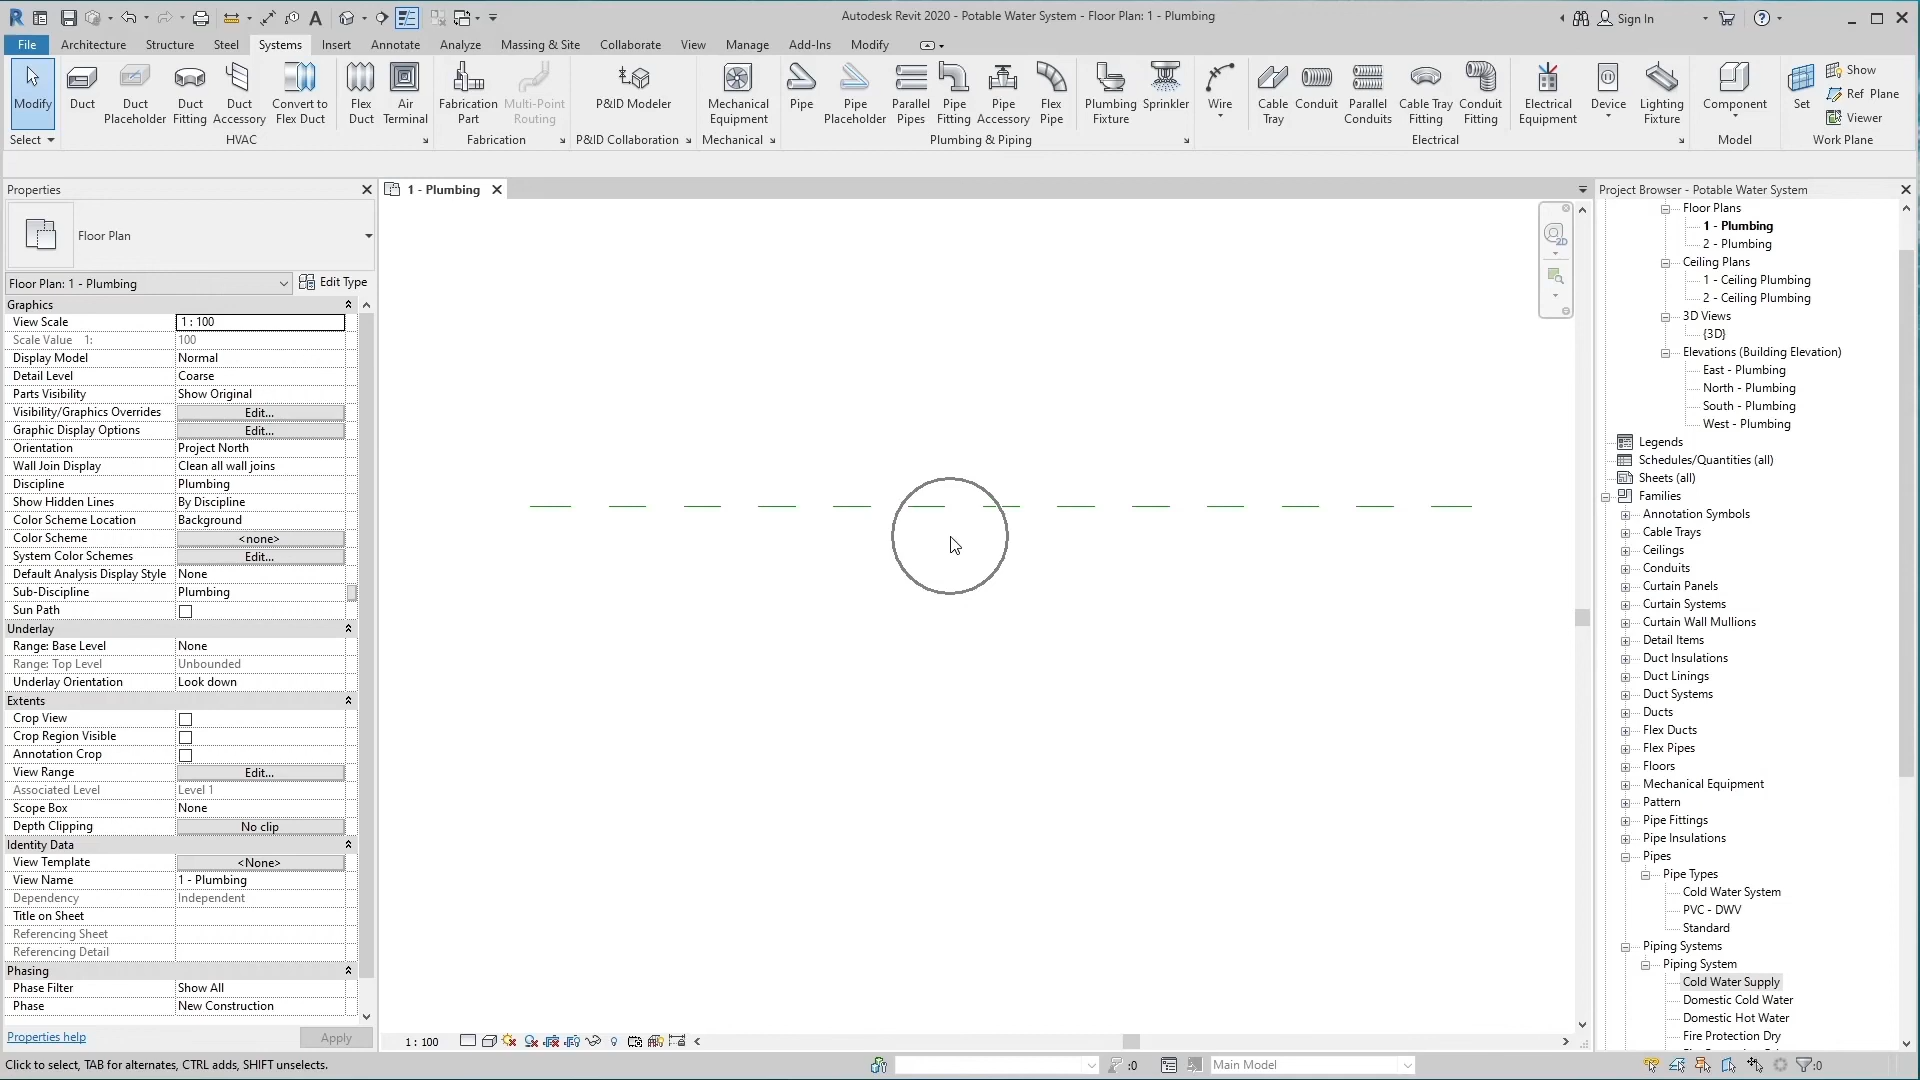 Autodesk Revit 2020 - Potable Water System - Floor Plan: 1 - Plumbing
Sign In
File
Architecture
Structure
Steel
Systems
Insert
Annotate
Analyze
Massing & Site
Collaborate
View
Manage
Add-Ins
Modify
Modify
Duct
Duct
Placeholder
Duct
Fitting
Duct
Accessory
Convert to
Flex Duct
Flex
Duct
Air
Terminal
Fabrication
Part
Multi-Point
Routing
P&ID Modeler
Mechanical
Equipment
Pipe
Pipe
Placeholder
Parallel
Pipes
Pipe
Fitting
Pipe
Accessory
Flex
Pipe
Plumbing
Fixture
Sprinkler
Wire
Cable
Tray
Conduit
Parallel
Conduits
Cable Tray
Fitting
Conduit
Fitting
Electrical
Equipment
Device
Lighting
Fixture
Component
Set
Show
Ref Plane
Viewer
Select
HVAC
Fabrication
P&ID Collaboration
Mechanical
Plumbing & Piping
Electrical
Model
Work Plane
Properties
Floor Plan
Floor Plan: 1 - Plumbing
Edit Type
Graphics
View Scale 1 : 100
Scale Value 1: 100
Display Model Normal
Detail Level Coarse
Parts Visibility Show Original
Visibility/Graphics Overrides Edit...
Graphic Display Options Edit...
Orientation Project North
Wall Join Display Clean all wall joins
Discipline Plumbing
Show Hidden Lines By Discipline
Color Scheme Location Background
Color Scheme <none>
System Color Schemes Edit...
Default Analysis Display Style None
Sub-Discipline Plumbing
Sun Path
Underlay
Range: Base Level None
Range: Top Level Unbounded
Underlay Orientation Look down
Extents
Crop View
Crop Region Visible
Annotation Crop
View Range Edit...
Associated Level Level 1
Scope Box None
Depth Clipping No clip
Identity Data
View Template <None>
View Name 1 - Plumbing
Dependency Independent
Title on Sheet
Referencing Sheet
Referencing Detail
Phasing
Phase Filter Show All
Phase New Construction
Properties help
Apply
1 - Plumbing
2D
1 : 100
Project Browser - Potable Water System
Floor Plans
1 - Plumbing
2 - Plumbing
Ceiling Plans
1 - Ceiling Plumbing
2 - Ceiling Plumbing
3D Views
{3D}
Elevations (Building Elevation)
East - Plumbing
North - Plumbing
South - Plumbing
West - Plumbing
Legends
Schedules/Quantities (all)
Sheets (all)
Families
Annotation Symbols
Cable Trays
Ceilings
Conduits
Curtain Panels
Curtain Systems
Curtain Wall Mullions
Detail Items
Duct Insulations
Duct Linings
Duct Systems
Ducts
Flex Ducts
Flex Pipes
Floors
Mechanical Equipment
Pattern
Pipe Fittings
Pipe Insulations
Pipes
Pipe Types
Cold Water System
PVC - DWV
Standard
Piping Systems
Piping System
Cold Water Supply
Domestic Cold Water
Domestic Hot Water
Fire Protection Dry
Click to select, TAB for alternates, CTRL adds, SHIFT unselects.
:0
Main Model
:0